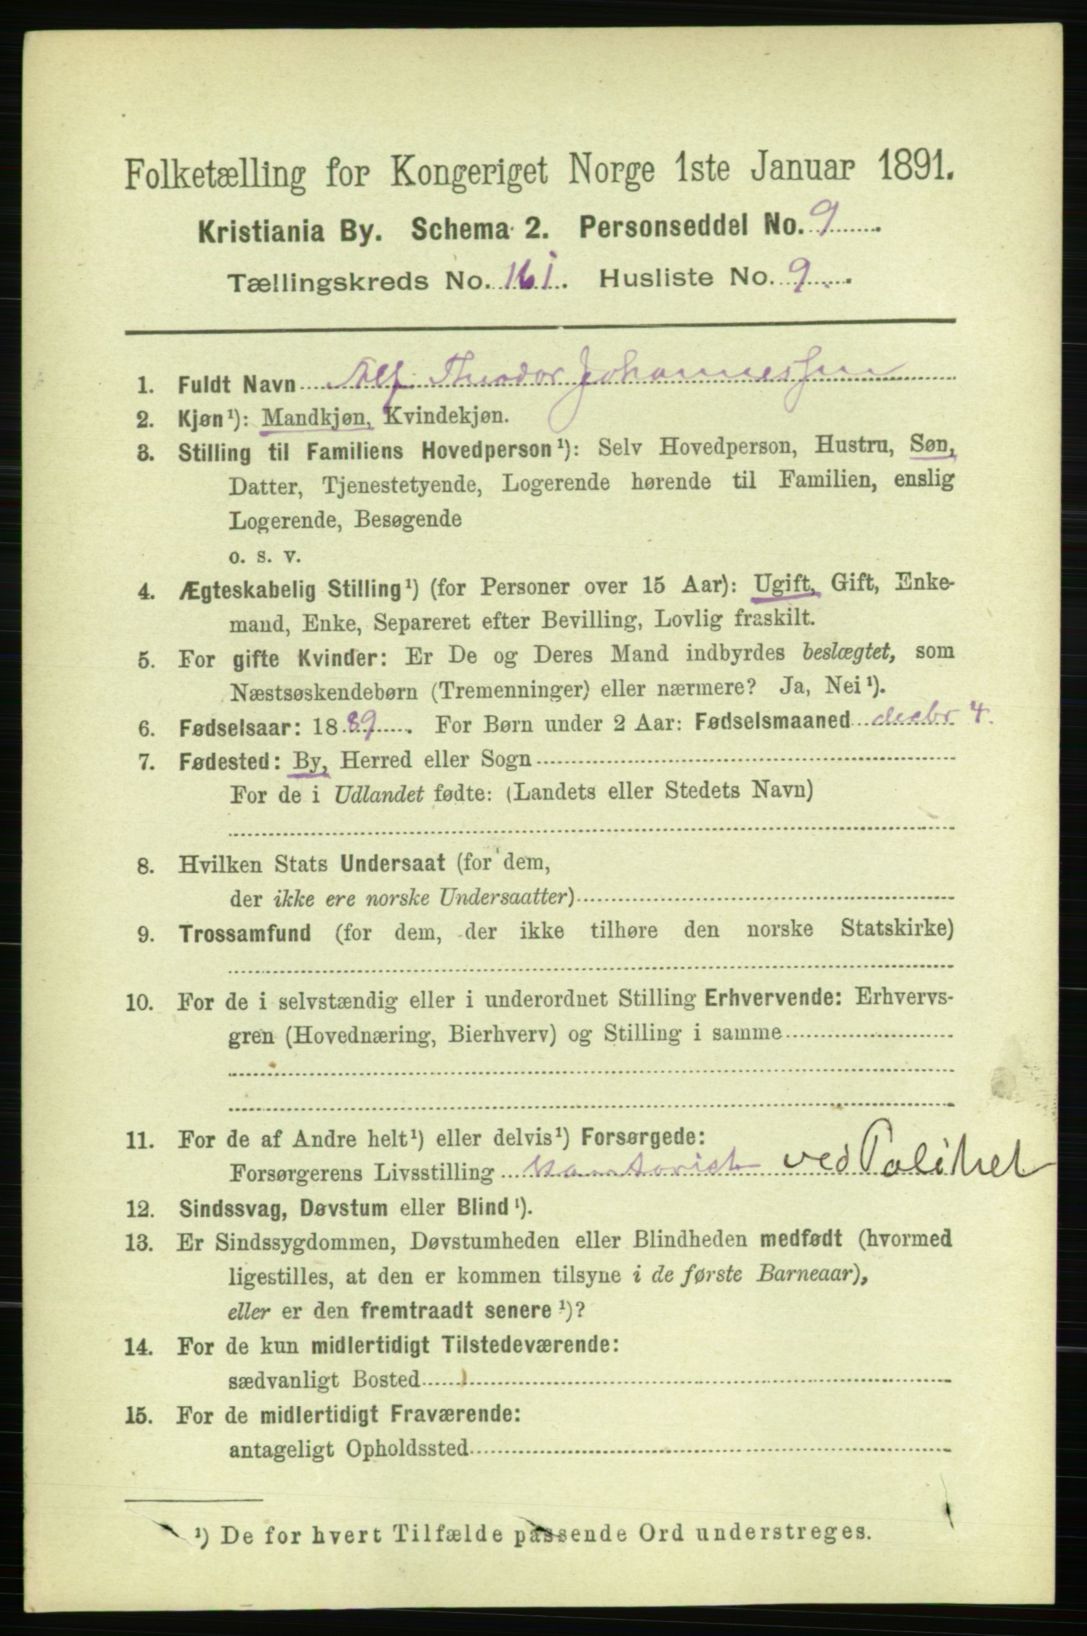 Folketælling for Kongeriget Norge 1ste Januar 1891.
Kristiania By. Schema 2. Personseddel No. 9.
Tællingskreds No. 161. Husliste No. 9.
1. Fuldt Navn Alf Theodor Johannessen
2. Kjøn¹): Mandkjøn, Kvindekjøn.
3. Stilling til Familiens Hovedperson¹): Selv Hovedperson, Hustru, Søn,
Datter, Tjenestetyende, Logerende hørende til Familien, enslig
Logerende, Besøgende
o. s. v.
4. Ægteskabelig Stilling¹) (for Personer over 15 Aar): Ugift, Gift, Enke-
mand, Enke, Separeret efter Bevilling, Lovlig fraskilt.
5. For gifte Kvinder: Er De og Deres Mand indbyrdes beslægtet, som
Næstsøskendebørn (Tremenninger) eller nærmere? Ja, Nei¹).
6. Fødselsaar: 1889. For Børn under 2 Aar: Fødselsmaaned decbr 4.
7. Fødested: By, Herred eller Sogn
For de i Udlandet fødte: (Landets eller Stedets Navn)
8. Hvilken Stats Undersaat (for dem,
der ikke ere norske Undersaatter)
9. Trossamfund (for dem, der ikke tilhøre den norske Statskirke)
10. For de i selvstændig eller i underordnet Stilling Erhvervende: Erhvervs-
gren (Hovednæring, Bierhverv) og Stilling i samme
11. For de af Andre helt¹) eller delvis¹) Forsørgede:
Forsørgerens Livsstilling Kontorist ved Politiet
12. Sindssvag, Døvstum eller Blind¹).
13. Er Sindssygdommen, Døvstumheden eller Blindheden medfødt (hvormed
ligestilles, at den er kommen tilsyne i de første Barneaar),
eller er den fremtraadt senere¹)?
14. For de kun midlertidigt Tilstedeværende:
sædvanligt Bosted
15. For de midlertidigt Fraværende:
antageligt Opholdssted
¹) De for hvert Tilfælde passende Ord understreges.